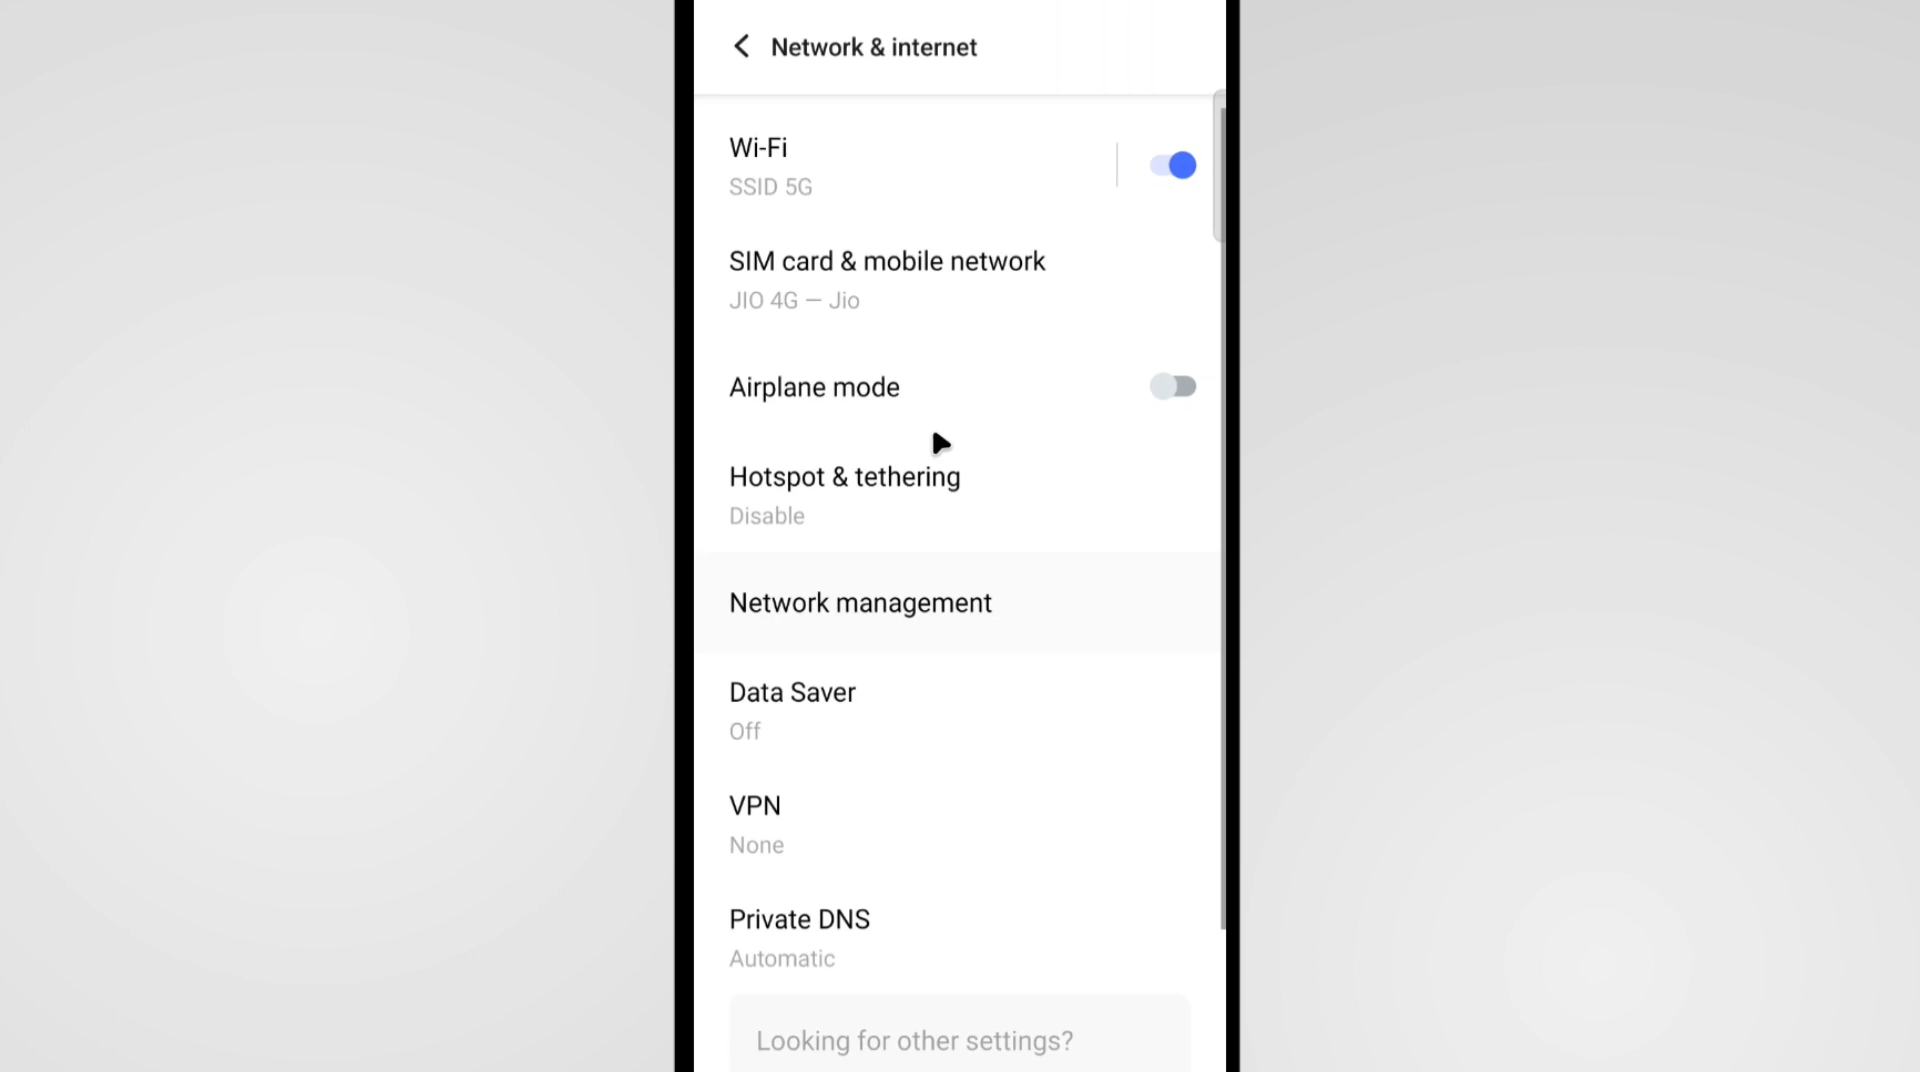 Network & internet
Wi-Fi
SSID 5G
SIM card & mobile network
JIO 4G — Jio
Airplane mode
Hotspot & tethering
Disable
Network management
Data Saver
Off
VPN
None
Private DNS
Automatic
Looking for other settings?